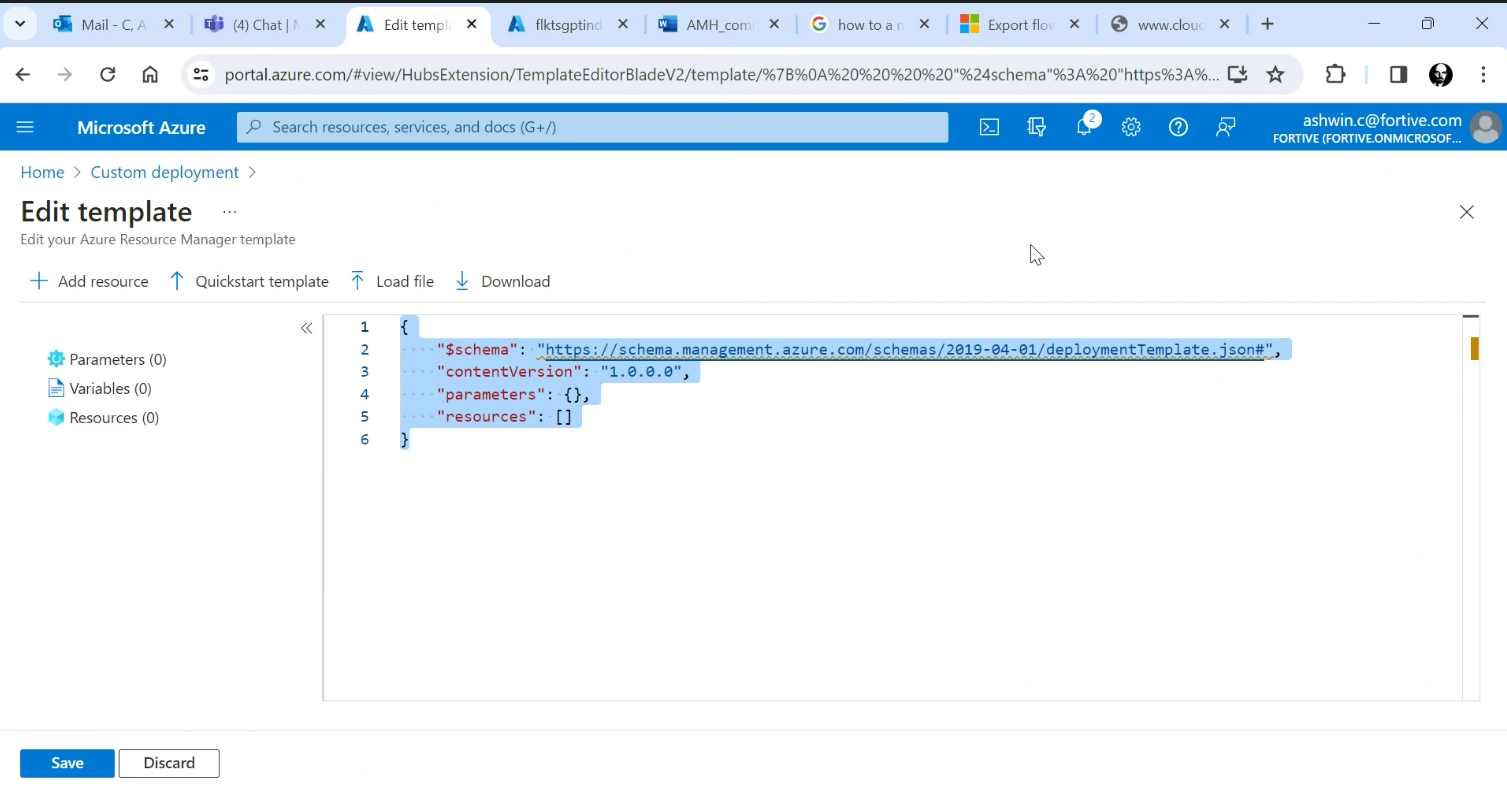 Mail - C, A
(4) Chat |
Edit templa
flktsgptind
AMH_com
how to a
Export flow
www.clouc
portal.azure.com/#view/HubsExtension/TemplateEditorBladeV2/template/%7B%0A%20%20%20%20"%24schema"%3A%20"https%3A%...
Microsoft Azure
Search resources, services, and docs (G+/)
2
ashwin.c@fortive.com
FORTIVE (FORTIVE.ONMICROSOF...
Home > Custom deployment >
Edit template ...
Edit your Azure Resource Manager template
Add resource
Quickstart template
Load file
Download
Parameters (0)
Variables (0)
Resources (0)
1 {
2 "$schema": "https://schema.management.azure.com/schemas/2019-04-01/deploymentTemplate.json#",
3 "contentVersion": "1.0.0.0",
4 "parameters": {},
5 "resources": []
6 }
Save
Discard